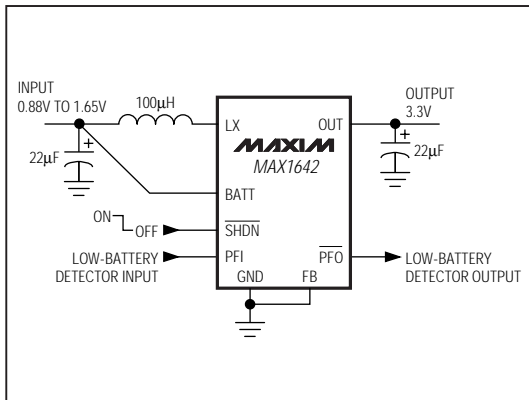 INPUT
0.88V TO 1.65V
100µH
OUTPUT
3.3V
+
22µF
LX
OUT
+
22µF
MAXIM
MAX1642
BATT
ON
OFF
SHDN
PFI
PFO
LOW-BATTERY
DETECTOR INPUT
LOW-BATTERY
DETECTOR OUTPUT
GND
FB